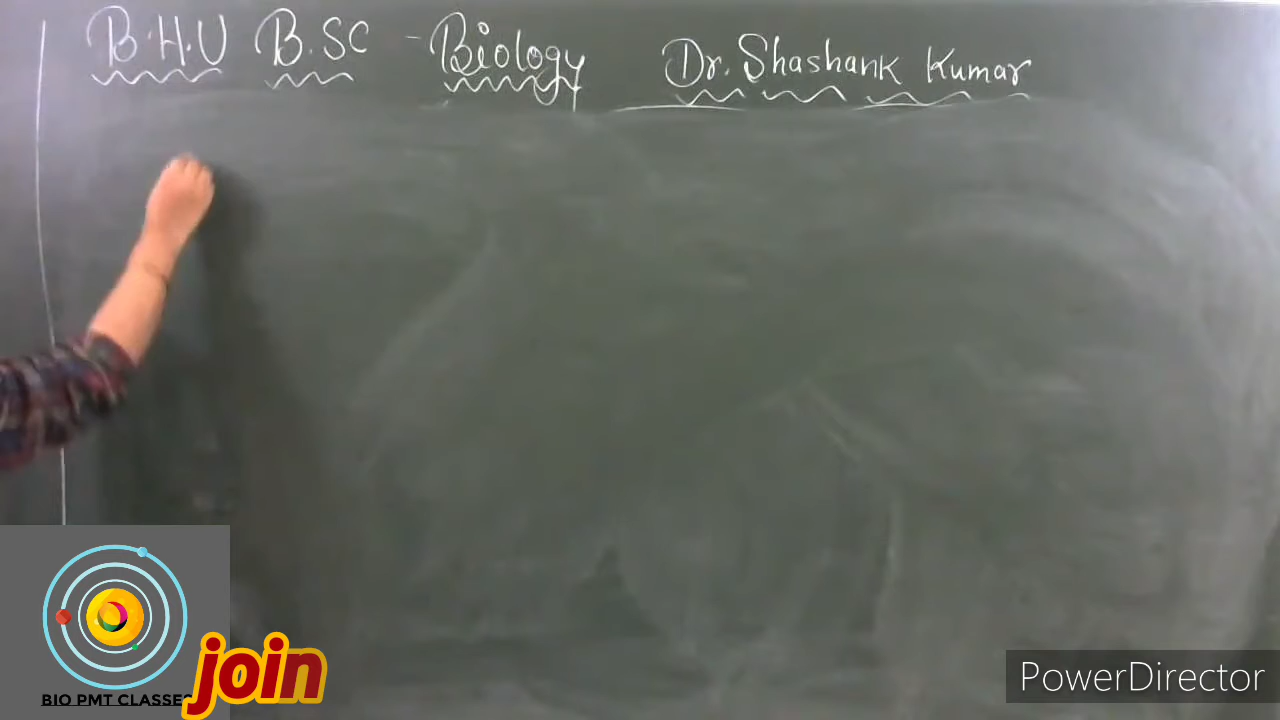 B.H.U B.SC - Biology Dr. Shashank Kumar
BIO PMT CLASSES
join
PowerDirector